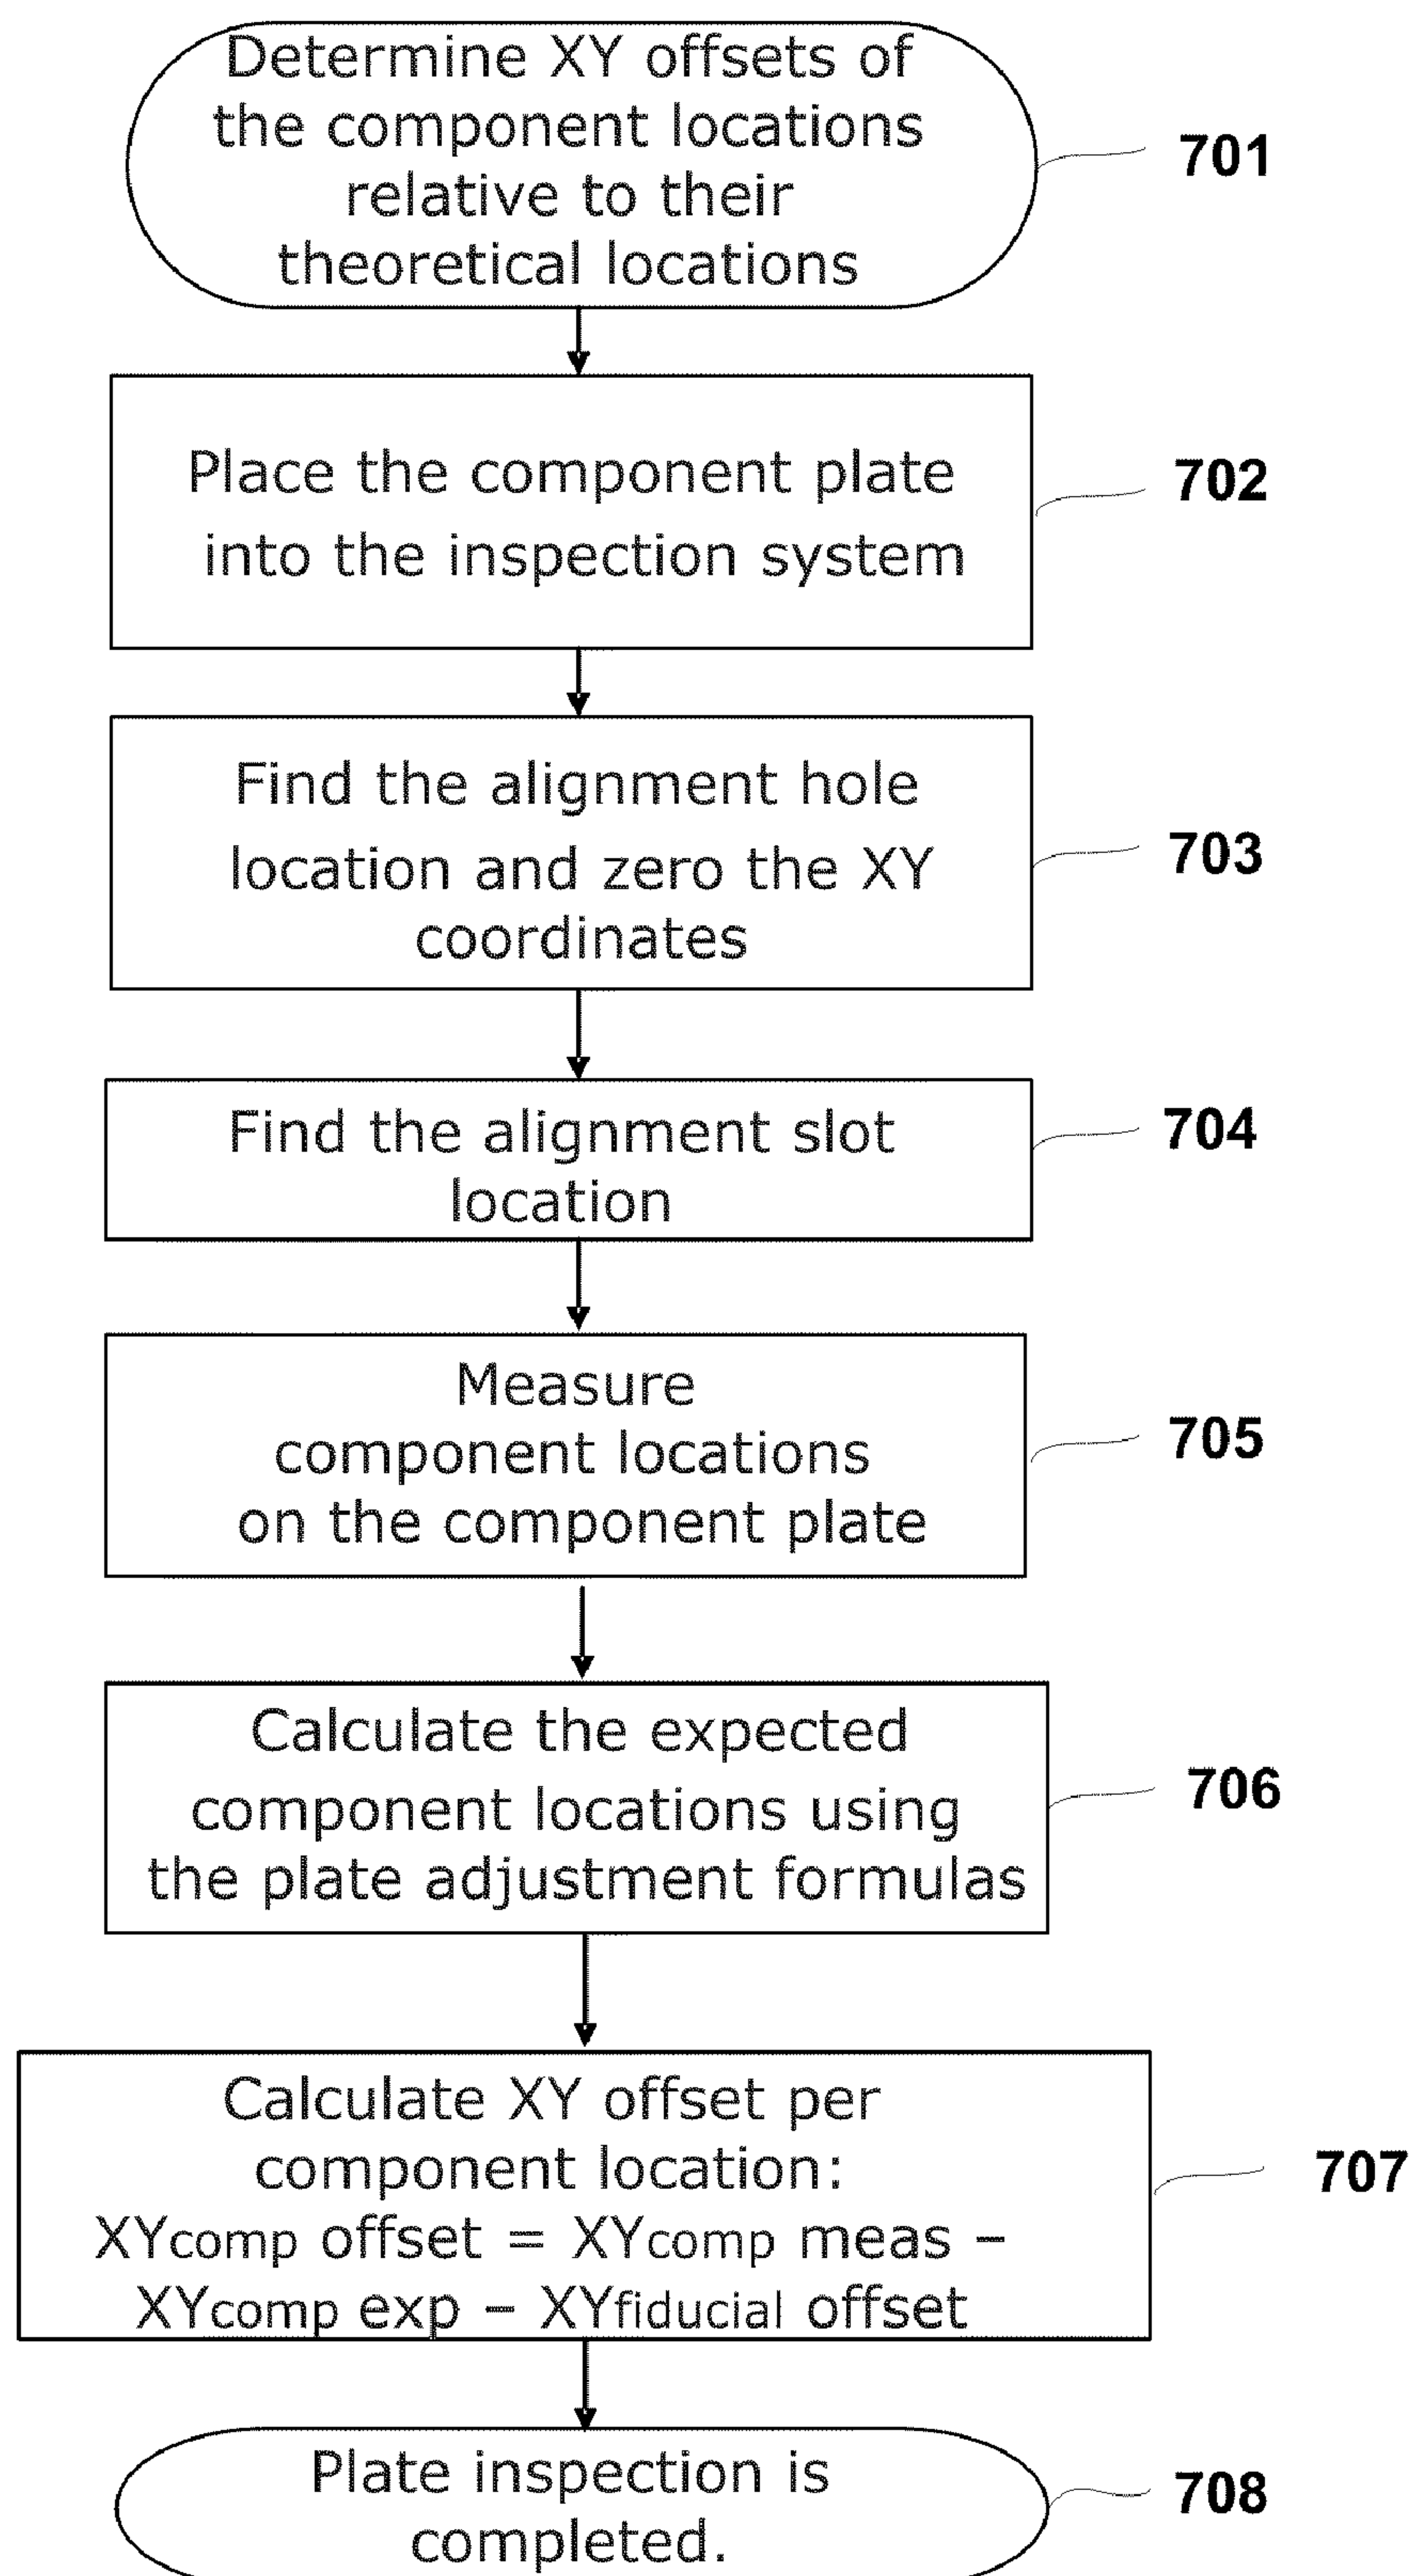 Determine XY offsets of
the component locations
relative to their
theoretical locations
701
Place the component plate
into the inspection system
702
Find the alignment hole
location and zero the XY
coordinates
703
Find the alignment slot
location
704
Measure
component locations
on the component plate
705
Calculate the expected
component locations using
the plate adjustment formulas
706
Calculate XY offset per
component location:
XYcomp offset = XYcomp meas –
XYcomp exp – XYfiducial offset
707
Plate inspection is
completed.
708